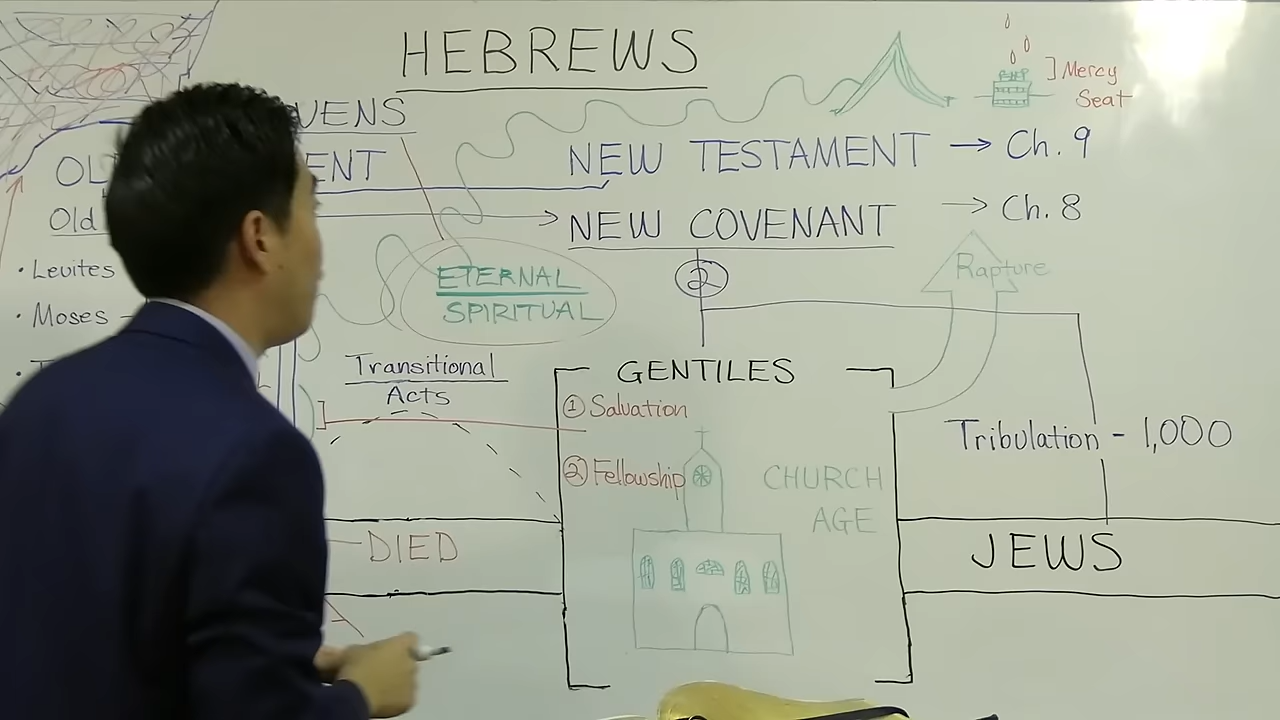 HEBREWS
Mercy
Seat
NEW TESTAMENT → Ch. 9
Old
NEW COVENANT → Ch. 8
• Levites
• Moses -
ETERNAL
SPIRITUAL
②
Rapture
Transitional
Acts
GENTILES
① Salvation
② Fellowship
CHURCH
AGE
Tribulation - 1,000
DIED
JEWS